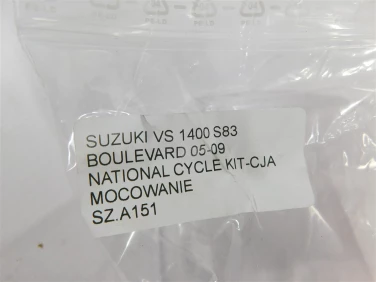 SUZUKI VS 1400 S83
BOULEVARD 05-09
NATIONAL CYCLE KIT-CJA
MOCOWANIE
SZ.A151